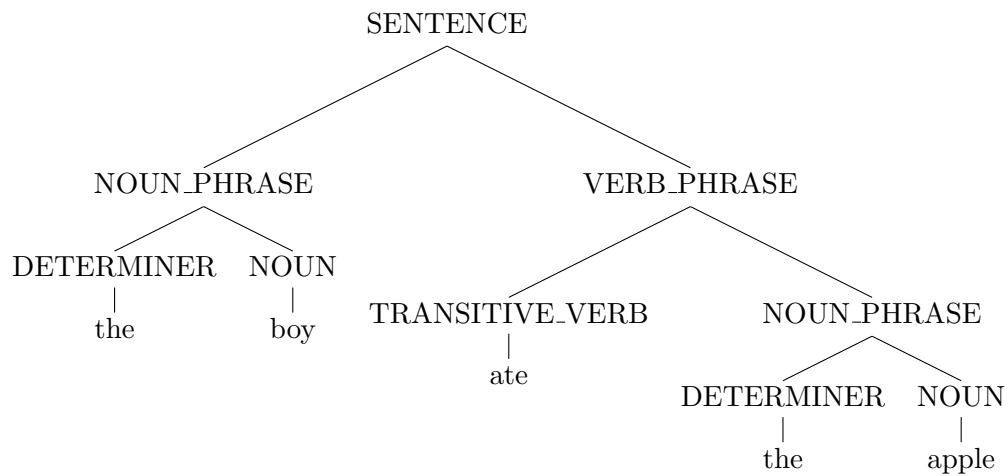 SENTENCE
NOUN_PHRASE VERB_PHRASE
DETERMINER NOUN
the boy
TRANSITIVE_VERB NOUN_PHRASE
ate
DETERMINER NOUN
the apple